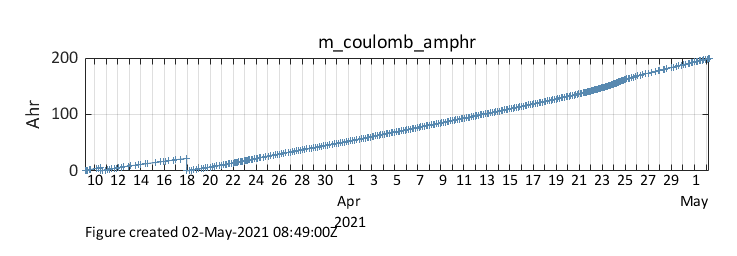 m_coulomb_amphr
200
100
0
Ahr
10 12 14 16 18 20 22 24 26 28 30 1 3 5 7 9 11 13 15 17 19 21 23 25 27 29 1
Apr May
2021
Figure created 02-May-2021 08:49:00Z